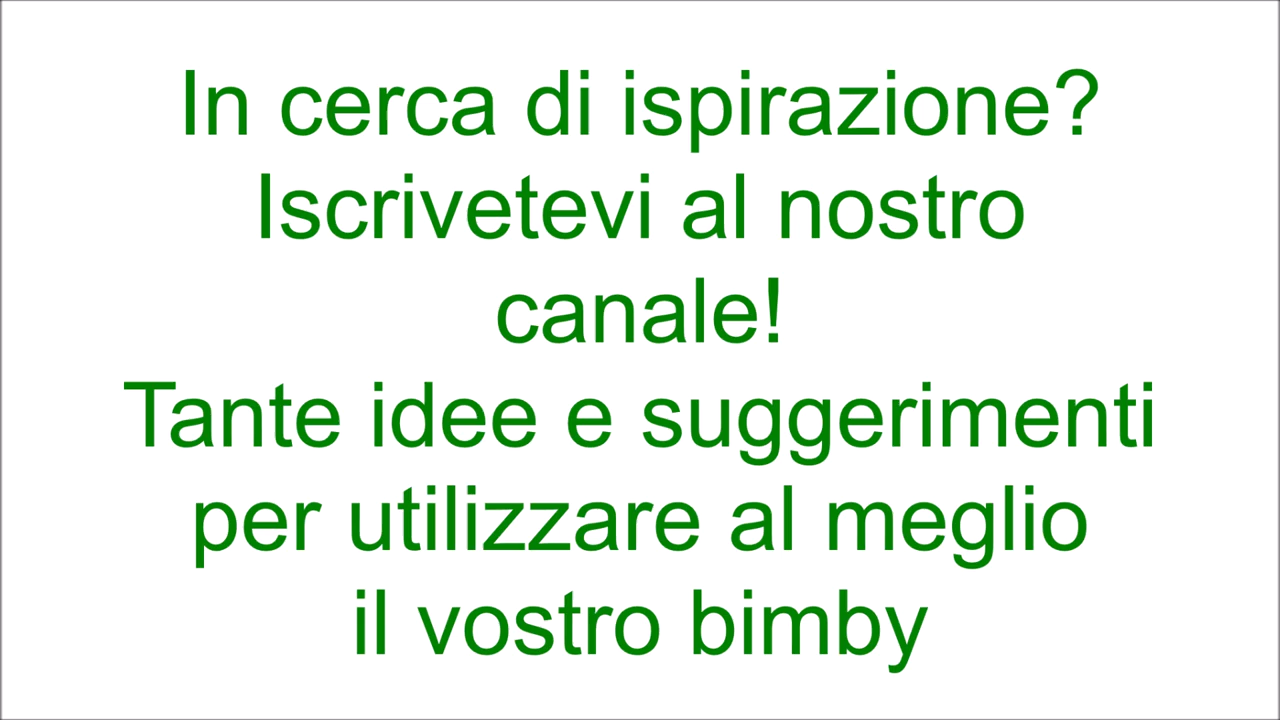 In cerca di ispirazione?
Iscrivetevi al nostro
canale!
Tante idee e suggerimenti
per utilizzare al meglio
il vostro bimby